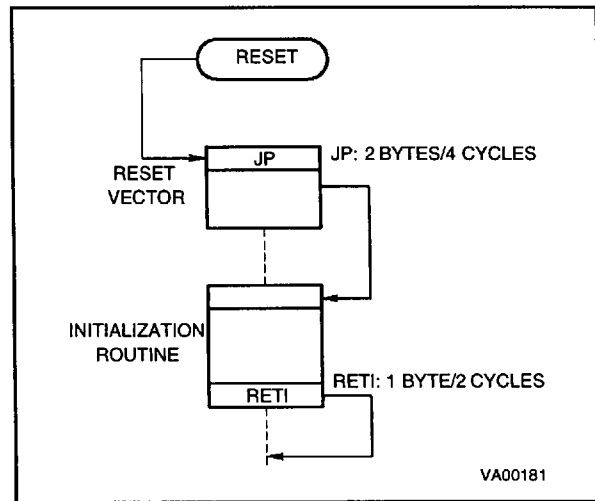 RESET
JP
JP: 2 BYTES/4 CYCLES
RESET
VECTOR
INITIALIZATION
ROUTINE
RETI
RETI: 1 BYTE/2 CYCLES
VA00181